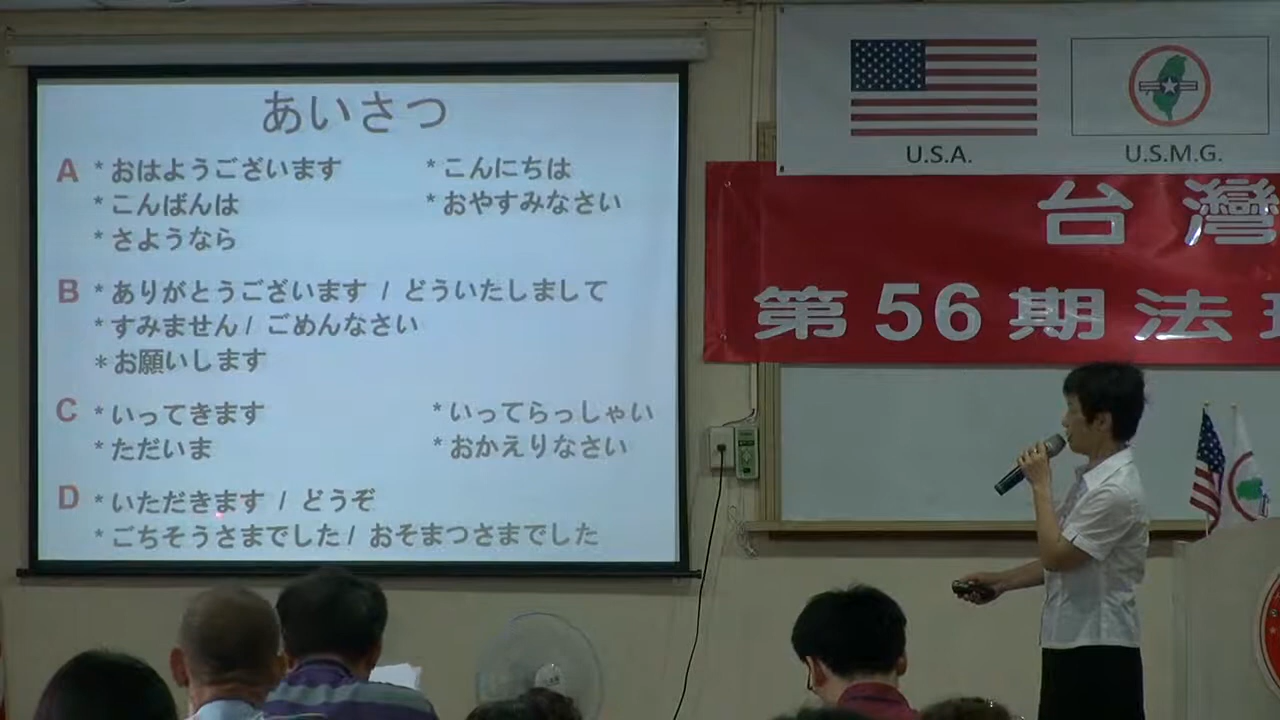 あいさつ
A *おはようございます *こんにちは
*こんばんは *おやすみなさい
*さようなら
B *ありがとうございます / どういたしまして
*すみません / ごめんなさい
*お願いします
C *いってきます *いってらっしゃい
*ただいま *おかえりなさい
D *いただきます / どうぞ
*ごちそうさまでした / おそまつさまでした
U.S.A. U.S.M.G.
台灣
第56期法